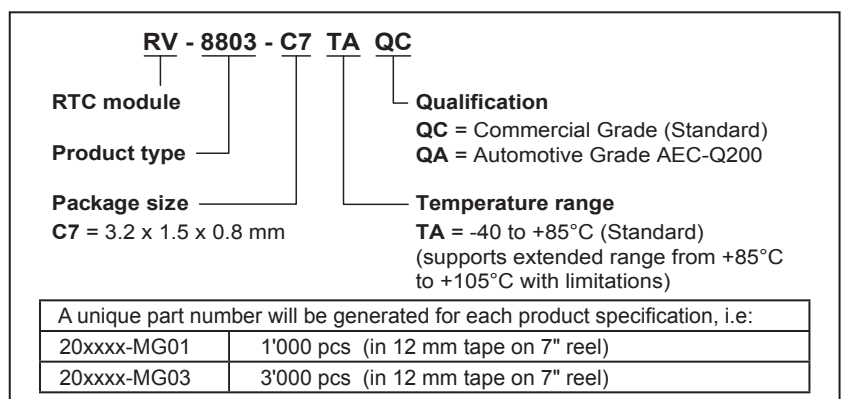 RV - 8803 - C7 TA QC
RTC module
Product type
Package size
C7 = 3.2 x 1.5 x 0.8 mm
Qualification
QC = Commercial Grade (Standard)
QA = Automotive Grade AEC-Q200
Temperature range
TA = -40 to +85°C (Standard)
(supports extended range from +85°C
to +105°C with limitations)
A unique part number will be generated for each product specification, i.e:
20xxxx-MG01 1'000 pcs (in 12 mm tape on 7" reel)
20xxxx-MG03 3'000 pcs (in 12 mm tape on 7" reel)